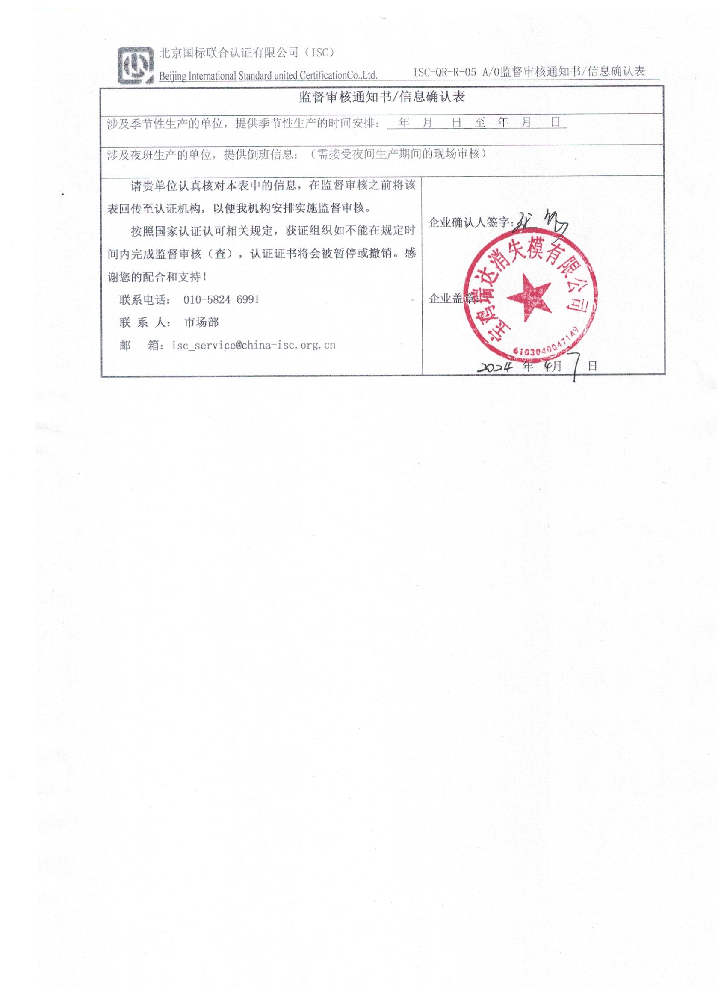 北京国标联合认证有限公司（ISC）
Beijing International Standard united CertificationCo.,Ltd.
ISC-QR-R-05 A/0监督审核通知书/信息确认表
监督审核通知书/信息确认表
涉及季节性生产的单位，提供季节性生产的时间安排： 年 月 日 至 年 月 日
涉及夜班生产的单位，提供倒班信息：（需接受夜间生产期间的现场审核）
请贵单位认真核对本表中的信息，在监督审核之前将该
表回传至认证机构，以便我机构安排实施监督审核。
按照国家认证认可相关规定，获证组织如不能在规定时
间内完成监督审核（查），认证证书将会被暂停或撤销。感
谢您的配合和支持！
联系电话： 010-5824 6991
联 系 人： 市场部
邮 箱：isc_service@china-isc.org.cn
企业确认人签字：
企业盖章：
宝鸡瑞达消失模有限公司
6103040047149
2024 年 4月 7 日